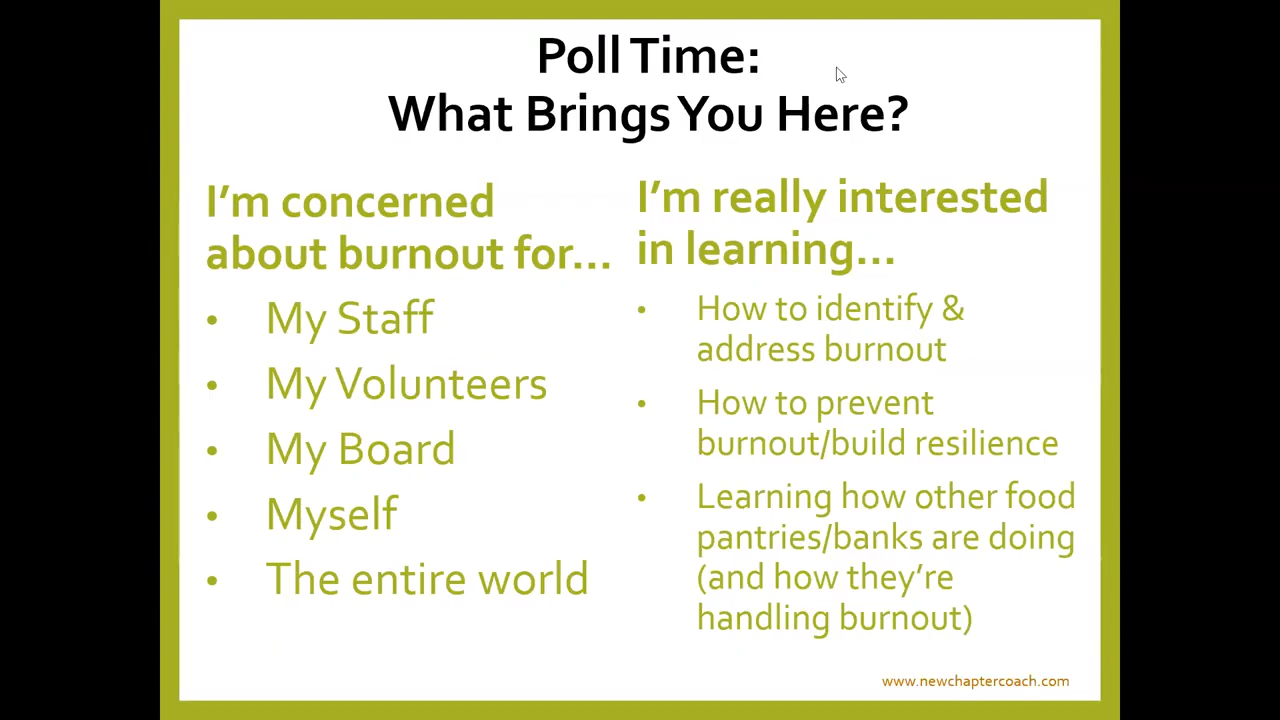 Poll Time:
What Brings You Here?
I'm concerned
about burnout for...
• My Staff
• My Volunteers
• My Board
• Myself
• The entire world
I'm really interested
in learning...
• How to identify &
address burnout
• How to prevent
burnout/build resilience
• Learning how other food
pantries/banks are doing
(and how they're
handling burnout)
www.newchaptercoach.com